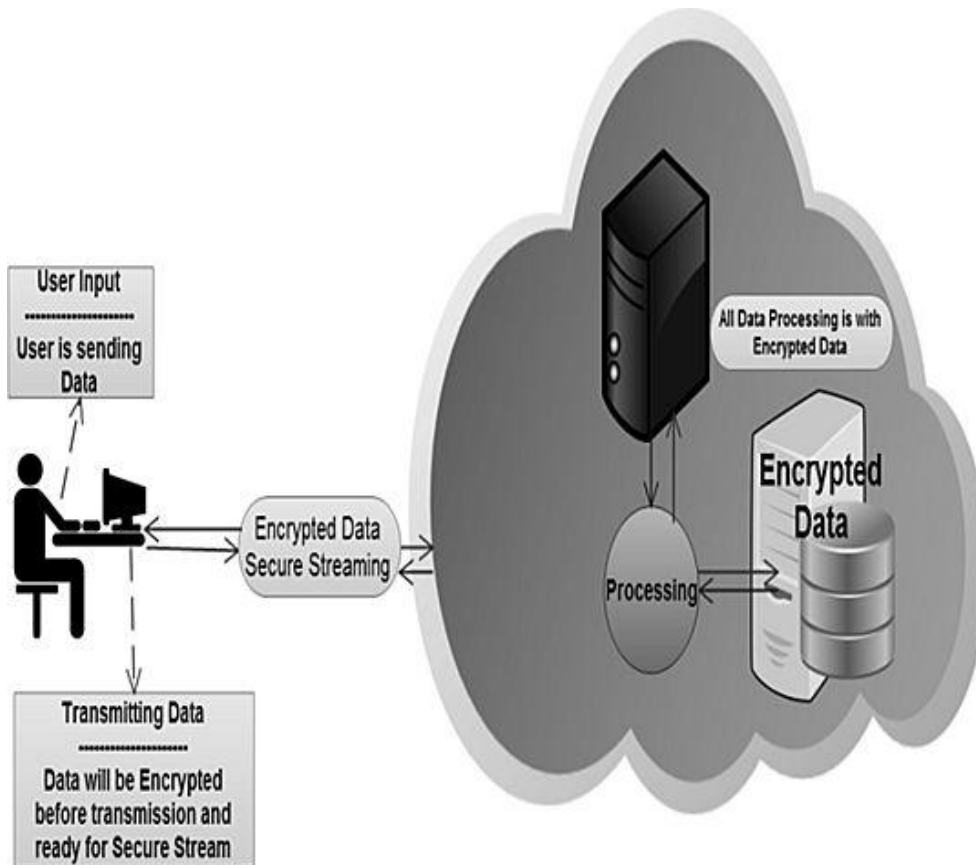 User Input
----------------------
User is sending
Data
Encrypted Data
Secure Streaming
All Data Processing is with
Encrypted Data
Encrypted
Data
Processing
Transmitting Data
---------------------
Data will be Encrypted
before transmission and
ready for Secure Stream